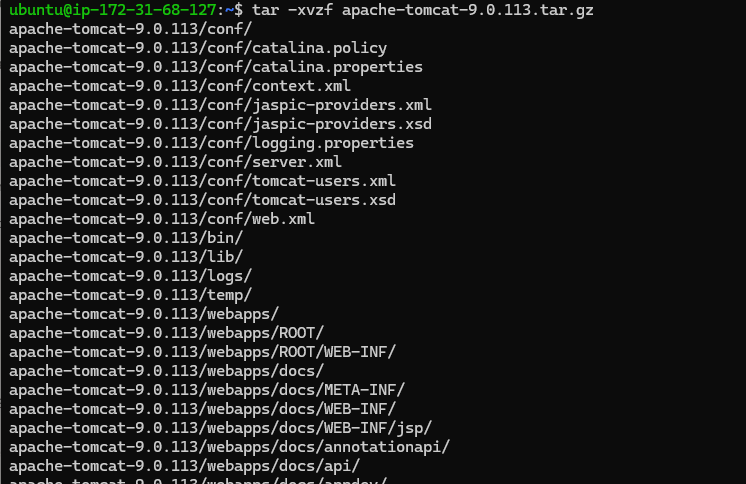 ubuntu@ip-172-31-68-127:~$ tar -xvzf apache-tomcat-9.0.113.tar.gz
apache-tomcat-9.0.113/conf/
apache-tomcat-9.0.113/conf/catalina.policy
apache-tomcat-9.0.113/conf/catalina.properties
apache-tomcat-9.0.113/conf/context.xml
apache-tomcat-9.0.113/conf/jaspic-providers.xml
apache-tomcat-9.0.113/conf/jaspic-providers.xsd
apache-tomcat-9.0.113/conf/logging.properties
apache-tomcat-9.0.113/conf/server.xml
apache-tomcat-9.0.113/conf/tomcat-users.xml
apache-tomcat-9.0.113/conf/tomcat-users.xsd
apache-tomcat-9.0.113/conf/web.xml
apache-tomcat-9.0.113/bin/
apache-tomcat-9.0.113/lib/
apache-tomcat-9.0.113/logs/
apache-tomcat-9.0.113/temp/
apache-tomcat-9.0.113/webapps/
apache-tomcat-9.0.113/webapps/ROOT/
apache-tomcat-9.0.113/webapps/ROOT/WEB-INF/
apache-tomcat-9.0.113/webapps/docs/
apache-tomcat-9.0.113/webapps/docs/META-INF/
apache-tomcat-9.0.113/webapps/docs/WEB-INF/
apache-tomcat-9.0.113/webapps/docs/WEB-INF/jsp/
apache-tomcat-9.0.113/webapps/docs/annotationapi/
apache-tomcat-9.0.113/webapps/docs/api/
apache-tomcat-9.0.113/webapps/docs/appdev/